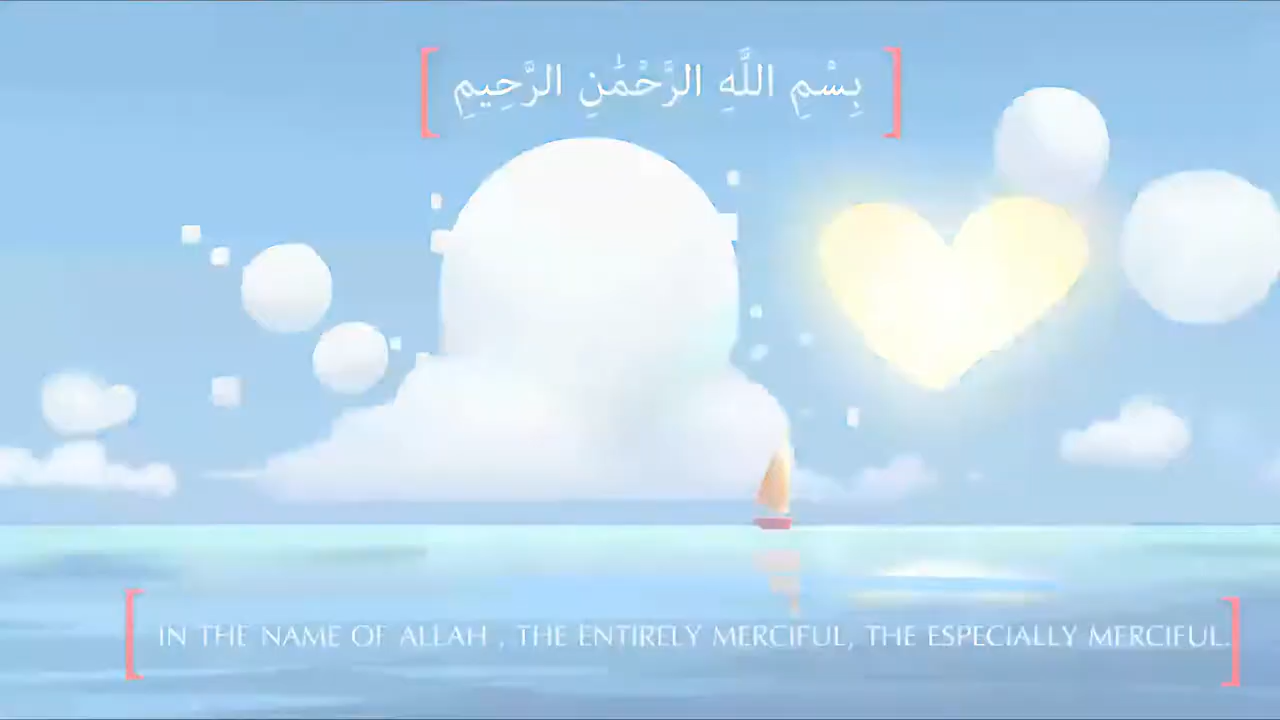 بِسْمِ اللَّهِ الرَّحْمَٰنِ الرَّحِيمِ
IN THE NAME OF ALLAH , THE ENTIRELY MERCIFUL, THE ESPECIALLY MERCIFUL.